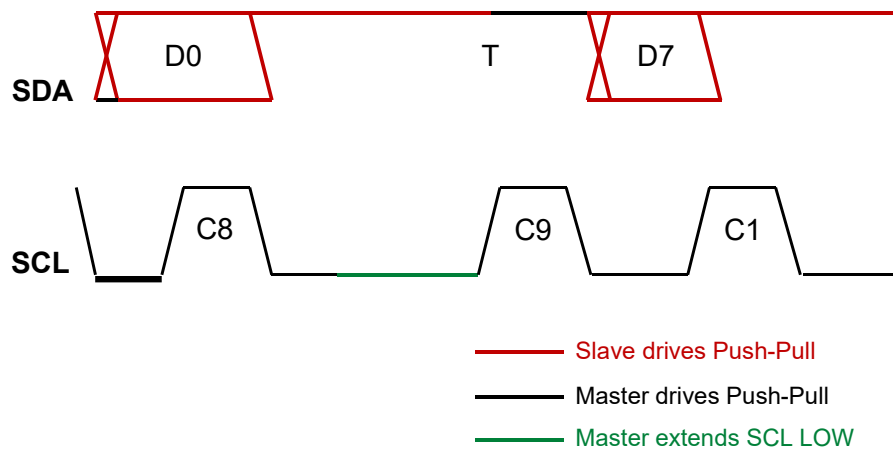 D0
T
D7
SDA
C8
C9
C1
SCL
Slave drives Push-Pull
Master drives Push-Pull
Master extends SCL LOW